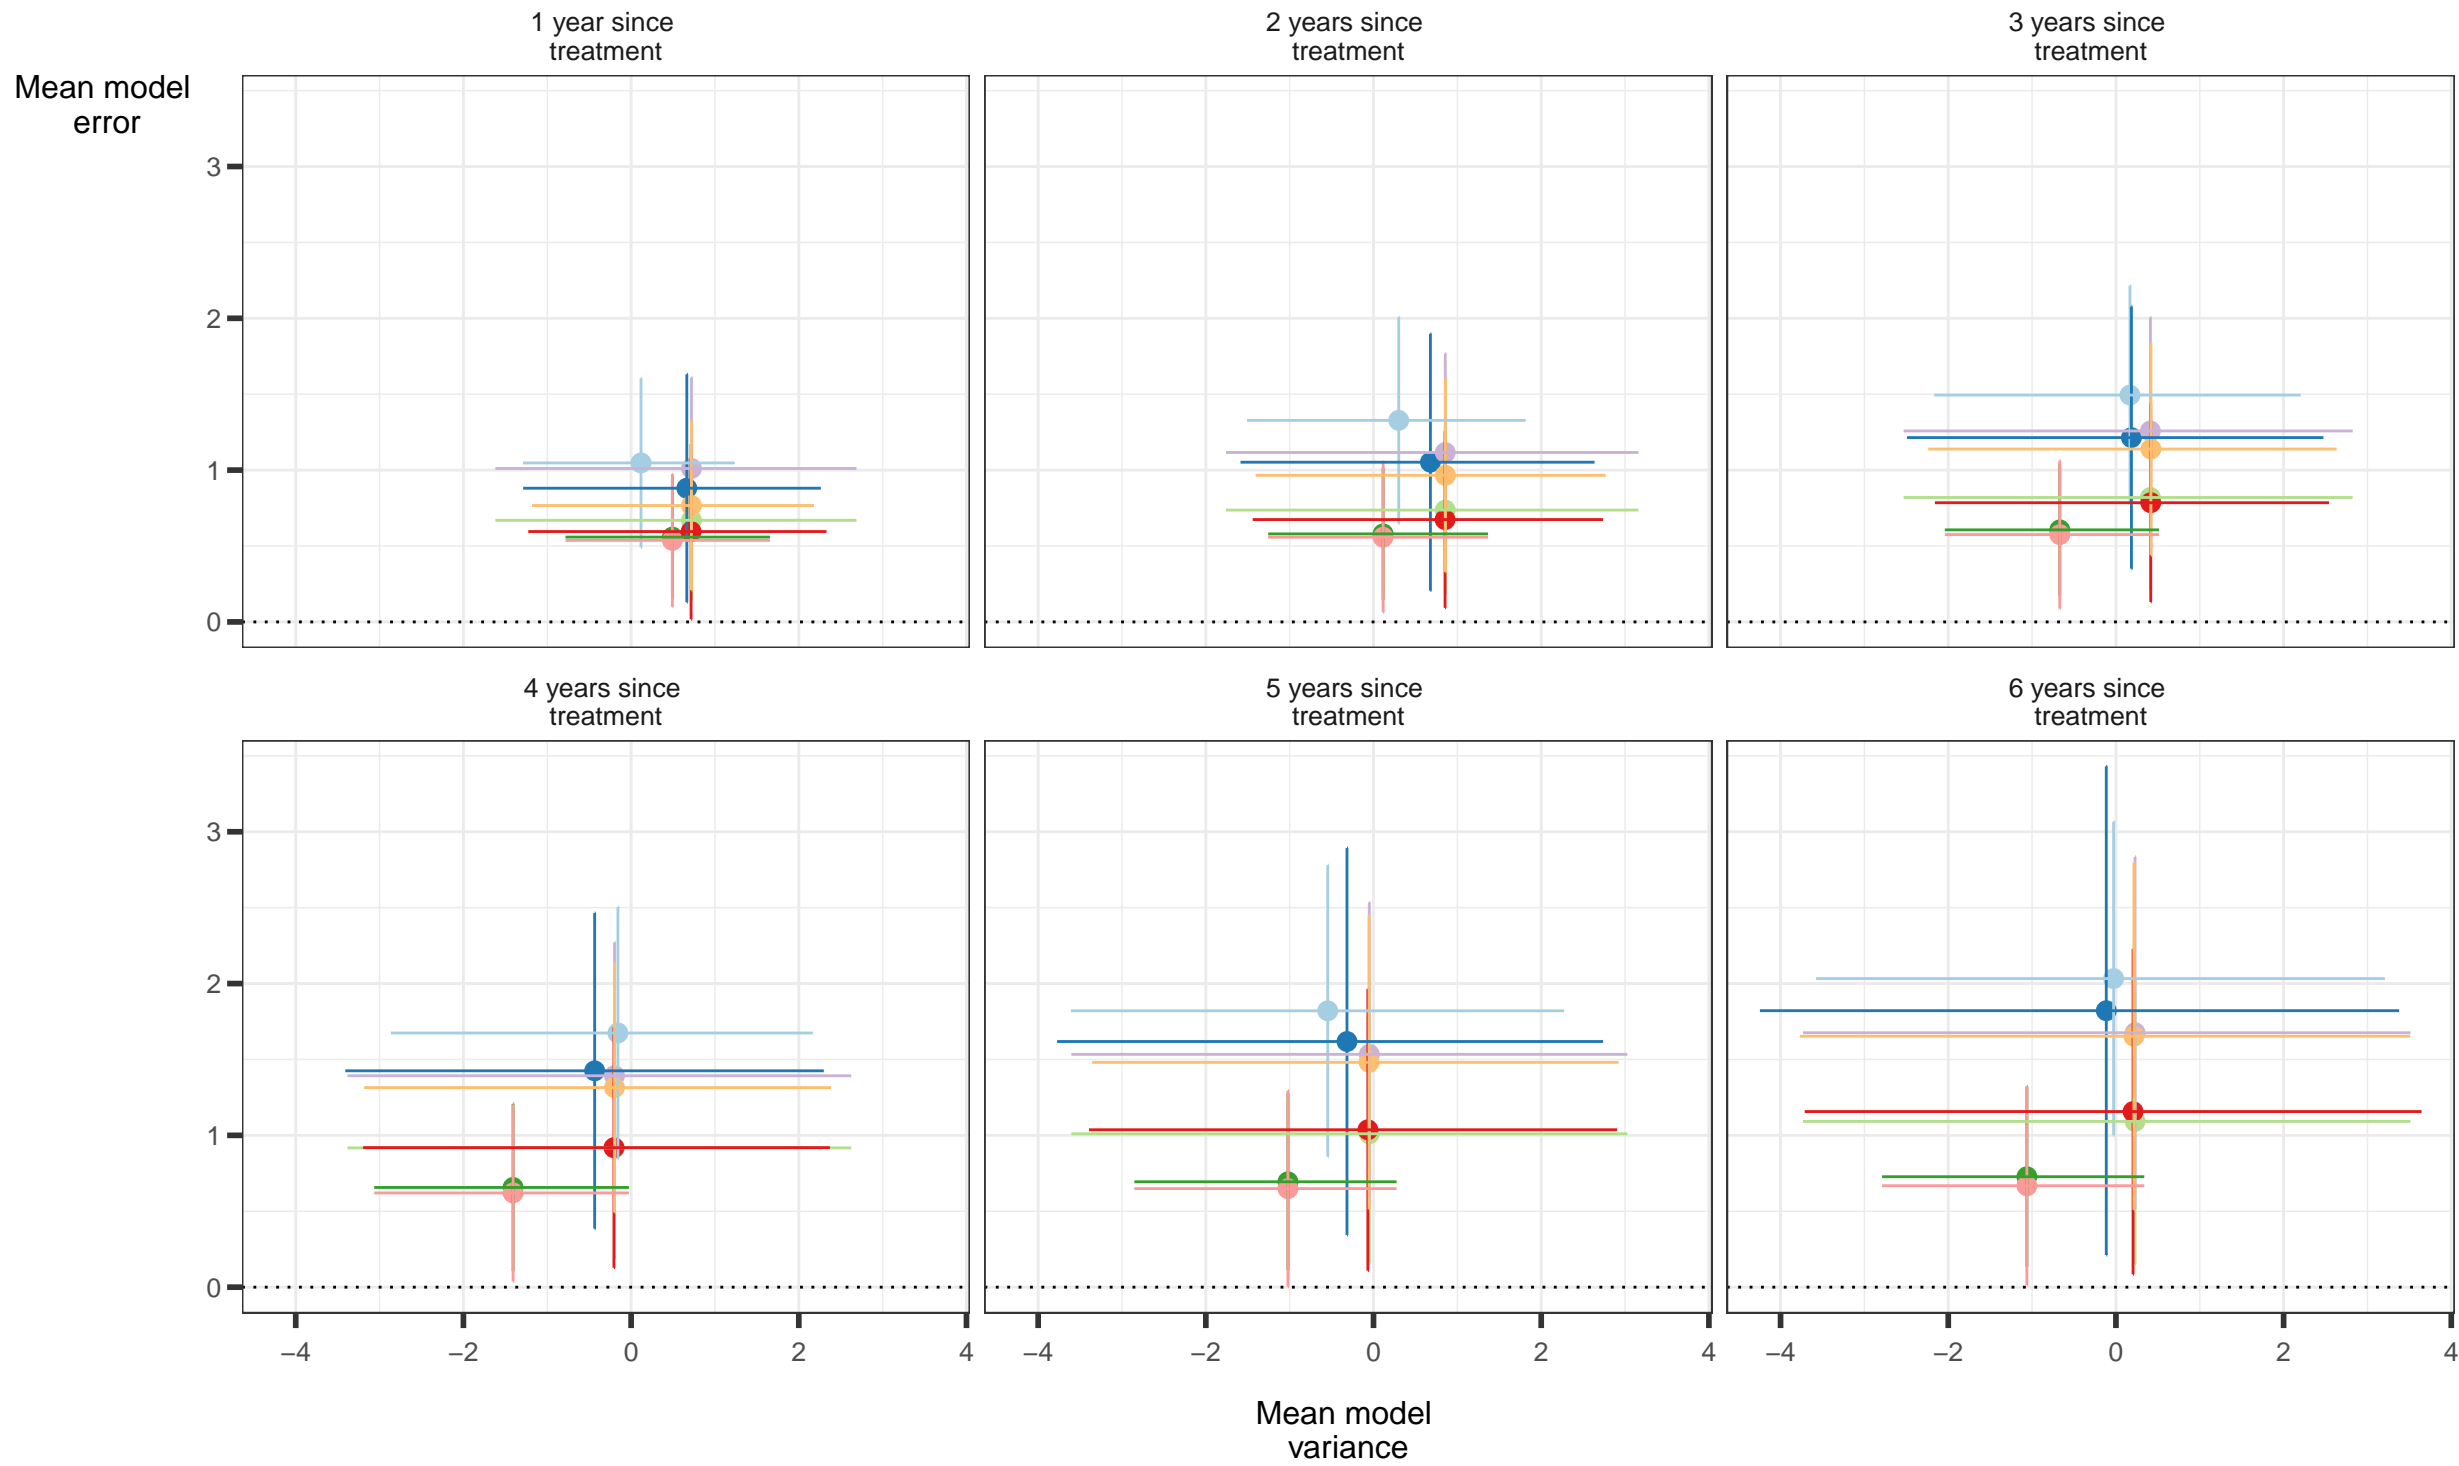 1 year since
treatment
2 years since
treatment
3 years since
treatment
Mean model
error
3
2
1
0
4 years since
treatment
5 years since
treatment
6 years since
treatment
3
2
1
0
−4 −2 0 2 4
−4 −2 0 2 4
−4 −2 0 2 4
Mean model
variance